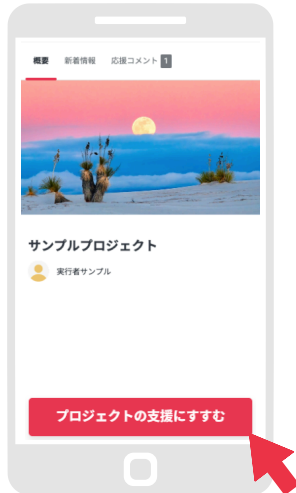 概要 新着情報 応援コメント 1
サンプルプロジェクト
実行者サンプル
プロジェクトの支援にすすむ